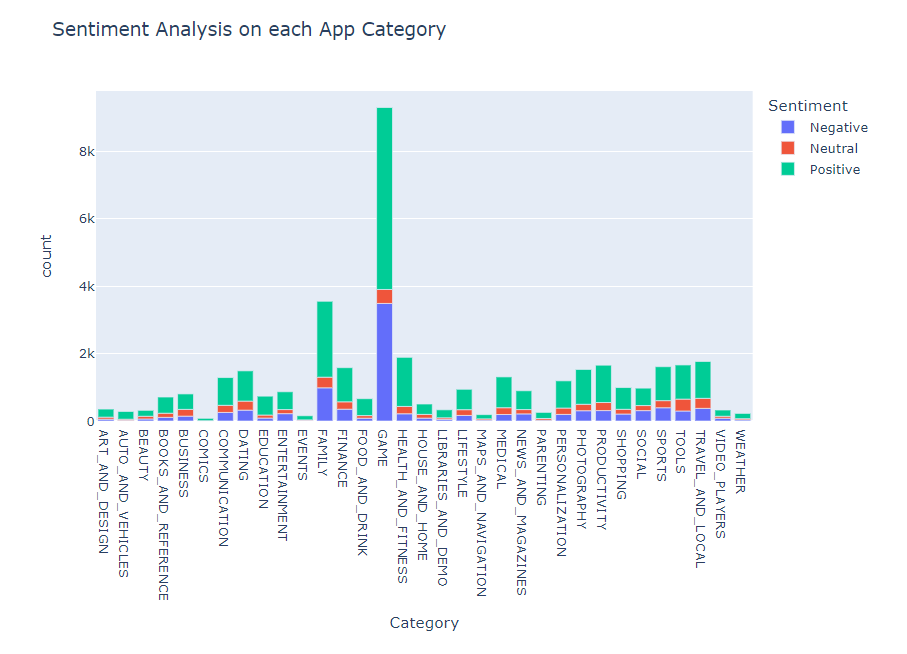 Sentiment Analysis on each App Category
Sentiment
Negative
Neutral
Positive
count
8k
6k
4k
2k
0
ART_AND_DESIGN
AUTO_AND_VEHICLES
BEAUTY
BOOKS_AND_REFERENCE
BUSINESS
COMICS
COMMUNICATION
DATING
EDUCATION
ENTERTAINMENT
EVENTS
FAMILY
FINANCE
FOOD_AND_DRINK
GAME
HEALTH_AND_FITNESS
HOUSE_AND_HOME
LIBRARIES_AND_DEMO
LIFESTYLE
MAPS_AND_NAVIGATION
MEDICAL
NEWS_AND_MAGAZINES
PARENTING
PERSONALIZATION
PHOTOGRAPHY
PRODUCTIVITY
SHOPPING
SOCIAL
SPORTS
TOOLS
TRAVEL_AND_LOCAL
VIDEO_PLAYERS
WEATHER
Category